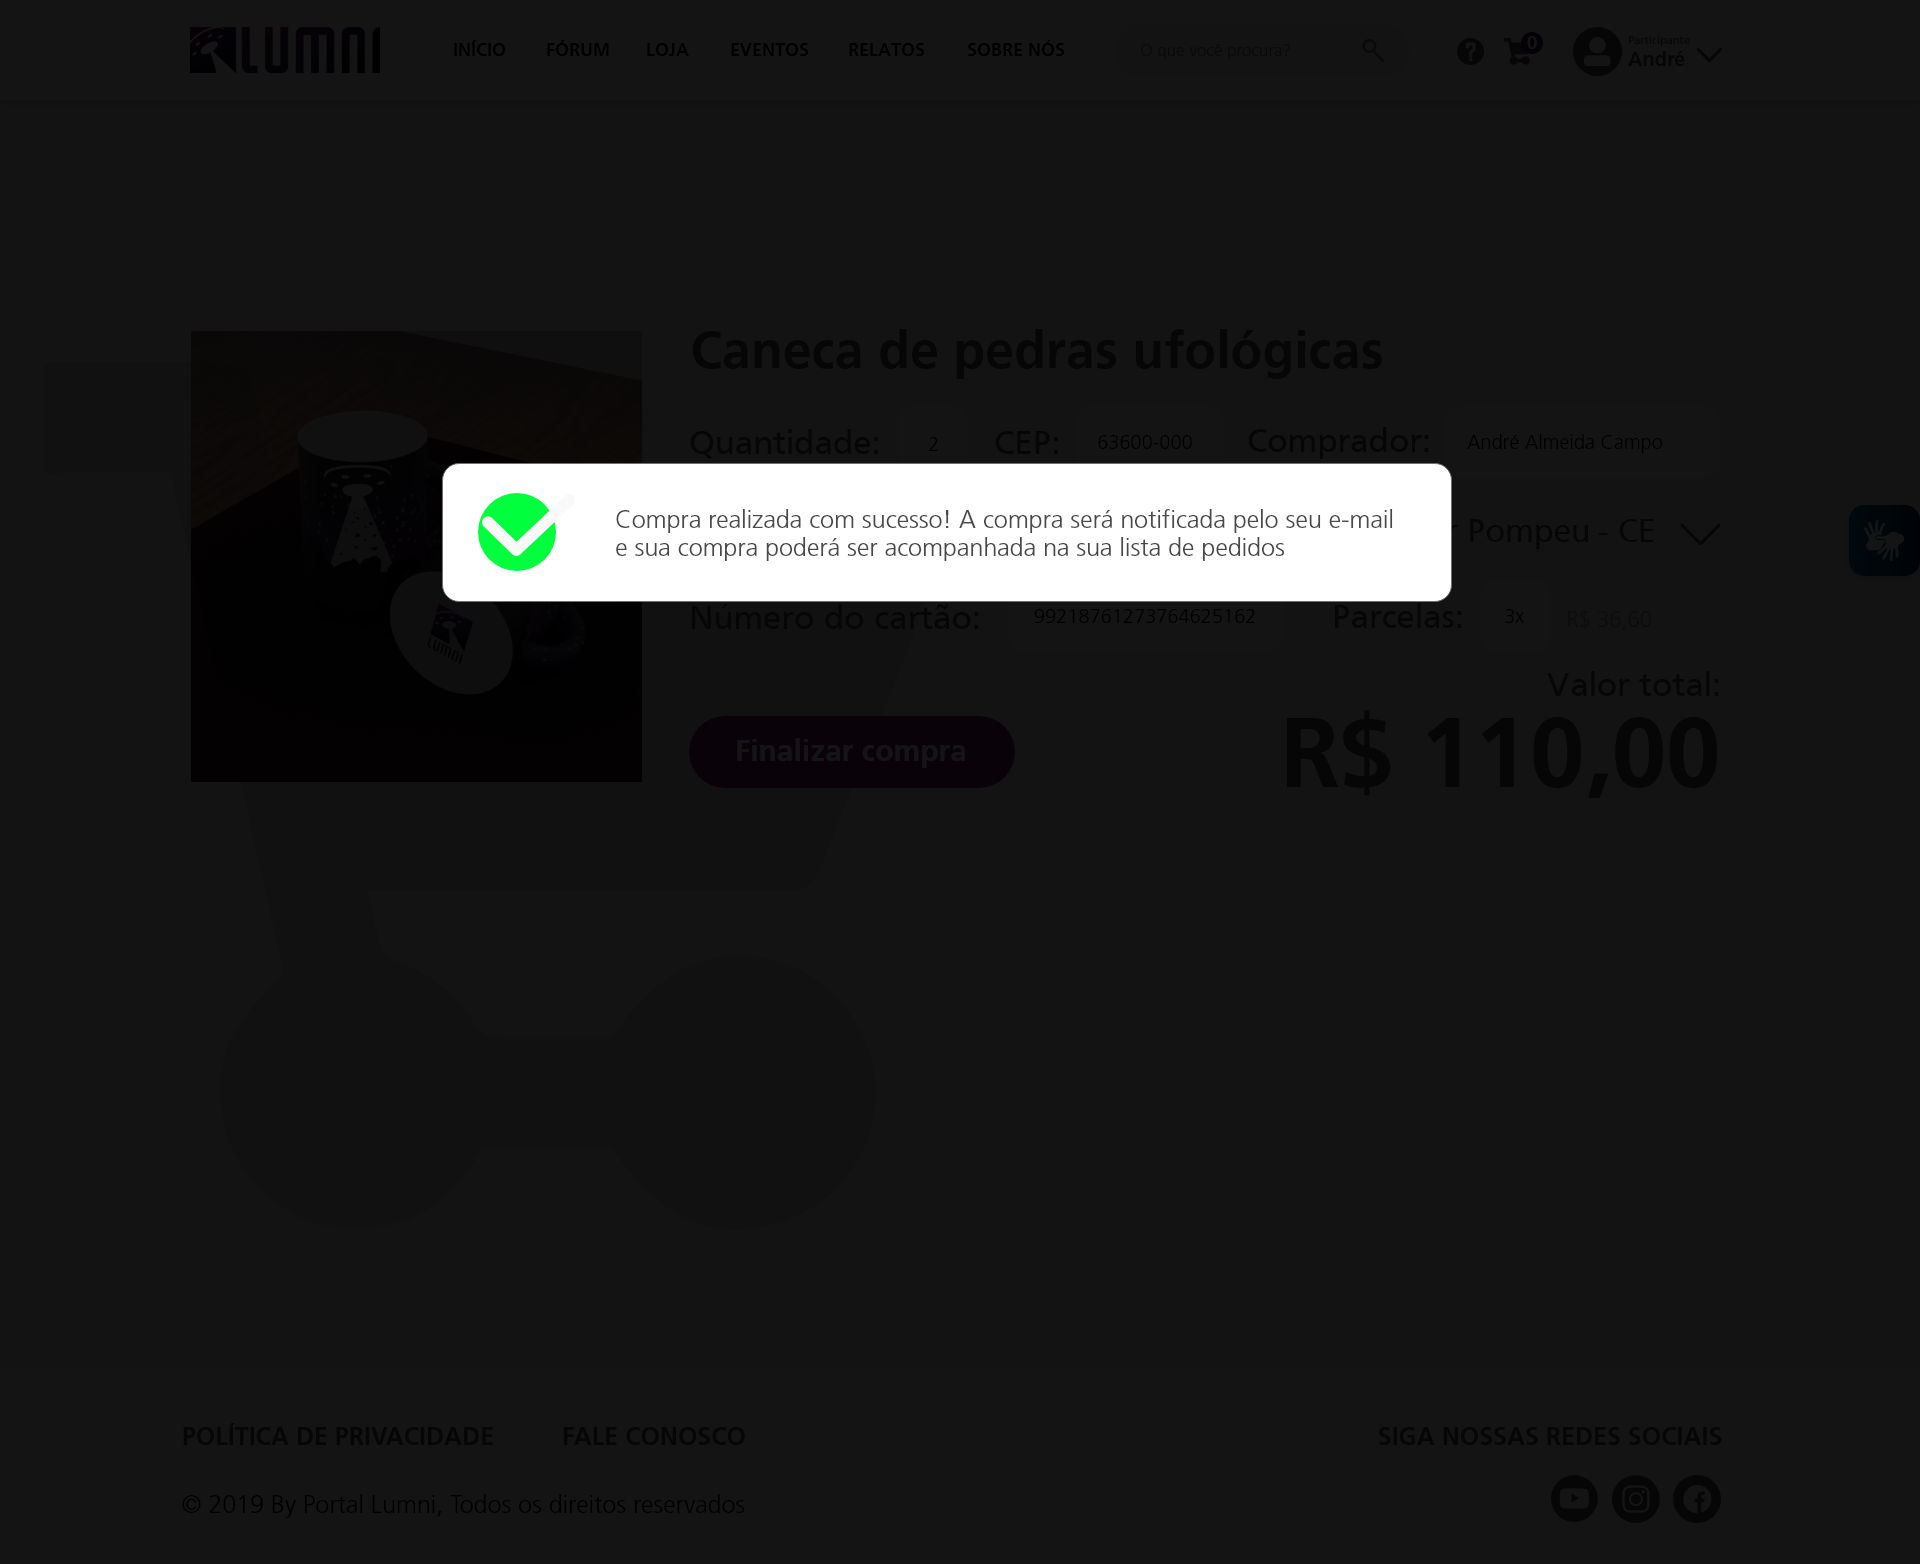 LUMNI
INÍCIO FÓRUM LOJA EVENTOS RELATOS SOBRE NÓS
O que você procura?
?
0
Participante
André
Caneca de pedras ufológicas
Quantidade: 2 CEP: 63600-000 Comprador: André Almeida Campo
Compra realizada com sucesso! A compra será notificada pelo seu e-mail
e sua compra poderá ser acompanhada na sua lista de pedidos
r Pompeu - CE
Número do cartão: 99218761273764625162 Parcelas: 3x R$ 36,60
LUMNI
Valor total:
Finalizar compra R$ 110,00
POLÍTICA DE PRIVACIDADE FALE CONOSCO SIGA NOSSAS REDES SOCIAIS
© 2019 By Portal Lumni, Todos os direitos reservados